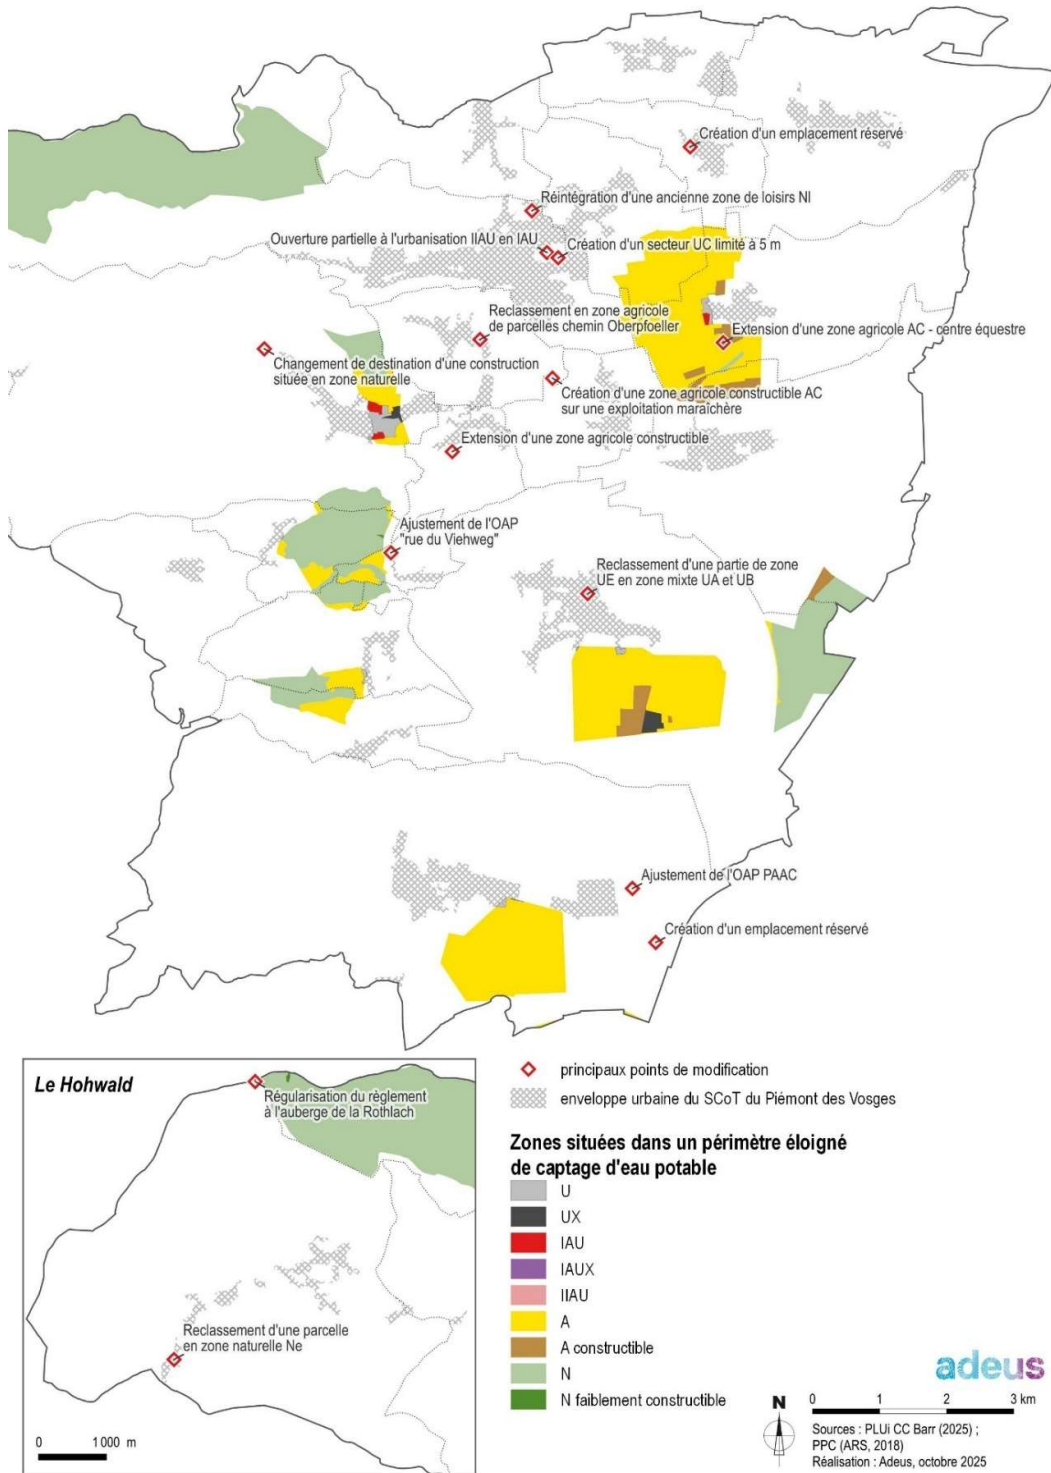 Création d'un emplacement réservé
Réintégration d'une ancienne zone de loisirs Nl
Ouverture partielle à l'urbanisation IIAU en IAU
Création d'un secteur UC limité à 5 m
Reclassement en zone agricole
de parcelles chemin Oberpfoeller
Extension d'une zone agricole AC - centre équestre
Changement de destination d'une construction
située en zone naturelle
Création d'une zone agricole constructible AC
sur une exploitation maraîchère
Extension d'une zone agricole constructible
Ajustement de l'OAP
"rue du Viehweg"
Reclassement d'une partie de zone
UE en zone mixte UA et UB
Ajustement de l'OAP PAAC
Création d'un emplacement réservé
Le Hohwald
Régularisation du règlement
à l'auberge de la Rothlach
Reclassement d'une parcelle
en zone naturelle Ne
0 1000 m
principaux points de modification
enveloppe urbaine du SCoT du Piémont des Vosges
Zones situées dans un périmètre éloigné
de captage d'eau potable
U
UX
IAU
IAUX
IIAU
A
A constructible
N
N faiblement constructible
adeus
N
0 1 2 3 km
Sources : PLUi CC Barr (2025) ;
PPC (ARS, 2018)
Réalisation : Adeus, octobre 2025